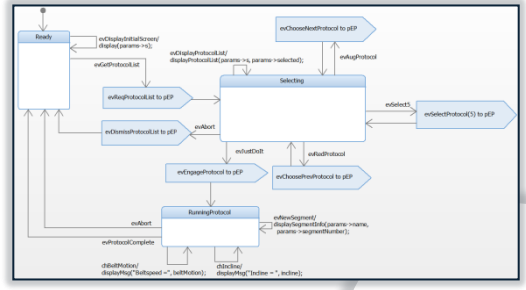 Ready
evDisplayInitialScreen/
display(params->s);
evGetProtocolList
evReqProtocolList to pEP
evDismissProtocolList to pEP
evAbort
evDisplayProtocolList/
displayProtocolList(params->s, params->selected);
evChooseNextProtocol to pEP
evAugProtocol
Selecting
evSelect5
evSelectProtocol(5) to pEP
evJustDoIt
evRedProtocol
evEngageProtocol to pEP
evChoosePrevProtocol to pEP
RunningProtocol
evAbort
evProtocolComplete
evNewSegment/
displaySegmentInfo(params->name,
params->segmentNumber);
chBeltMotion/
displayMsg("Beltspeed =", beltMotion);
chIncline/
displayMsg("Incline = ", incline);